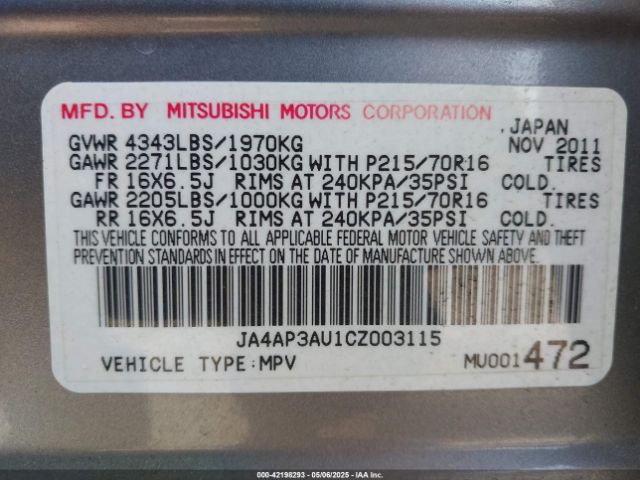 MFD. BY MITSUBISHI MOTORS CORPORATION
JAPAN
GVWR 4343LBS/1970KG NOV 2011
GAWR 2271LBS/1030KG WITH P215/70R16 TIRES
FR 16X6.5J RIMS AT 240KPA/35PSI COLD.
GAWR 2205LBS/1000KG WITH P215/70R16 TIRES
RR 16X6.5J RIMS AT 240KPA/35PSI COLD.
THIS VEHICLE CONFORMS TO ALL APPLICABLE FEDERAL MOTOR VEHICLE SAFETY AND THEFT
PREVENTION STANDARDS IN EFFECT ON THE DATE OF MANUFACTURE SHOWN ABOVE.
JA4AP3AU1CZ003115
VEHICLE TYPE:MPV MU001472
000-42198293 - 05/06/2025 - IAA Inc.